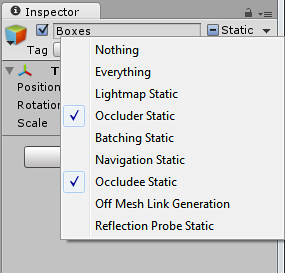 Inspector
Boxes Static
Tag
Nothing
Everything
Lightmap Static
Occluder Static
Batching Static
Navigation Static
Occludee Static
Off Mesh Link Generation
Reflection Probe Static
T
Position
Rotation
Scale